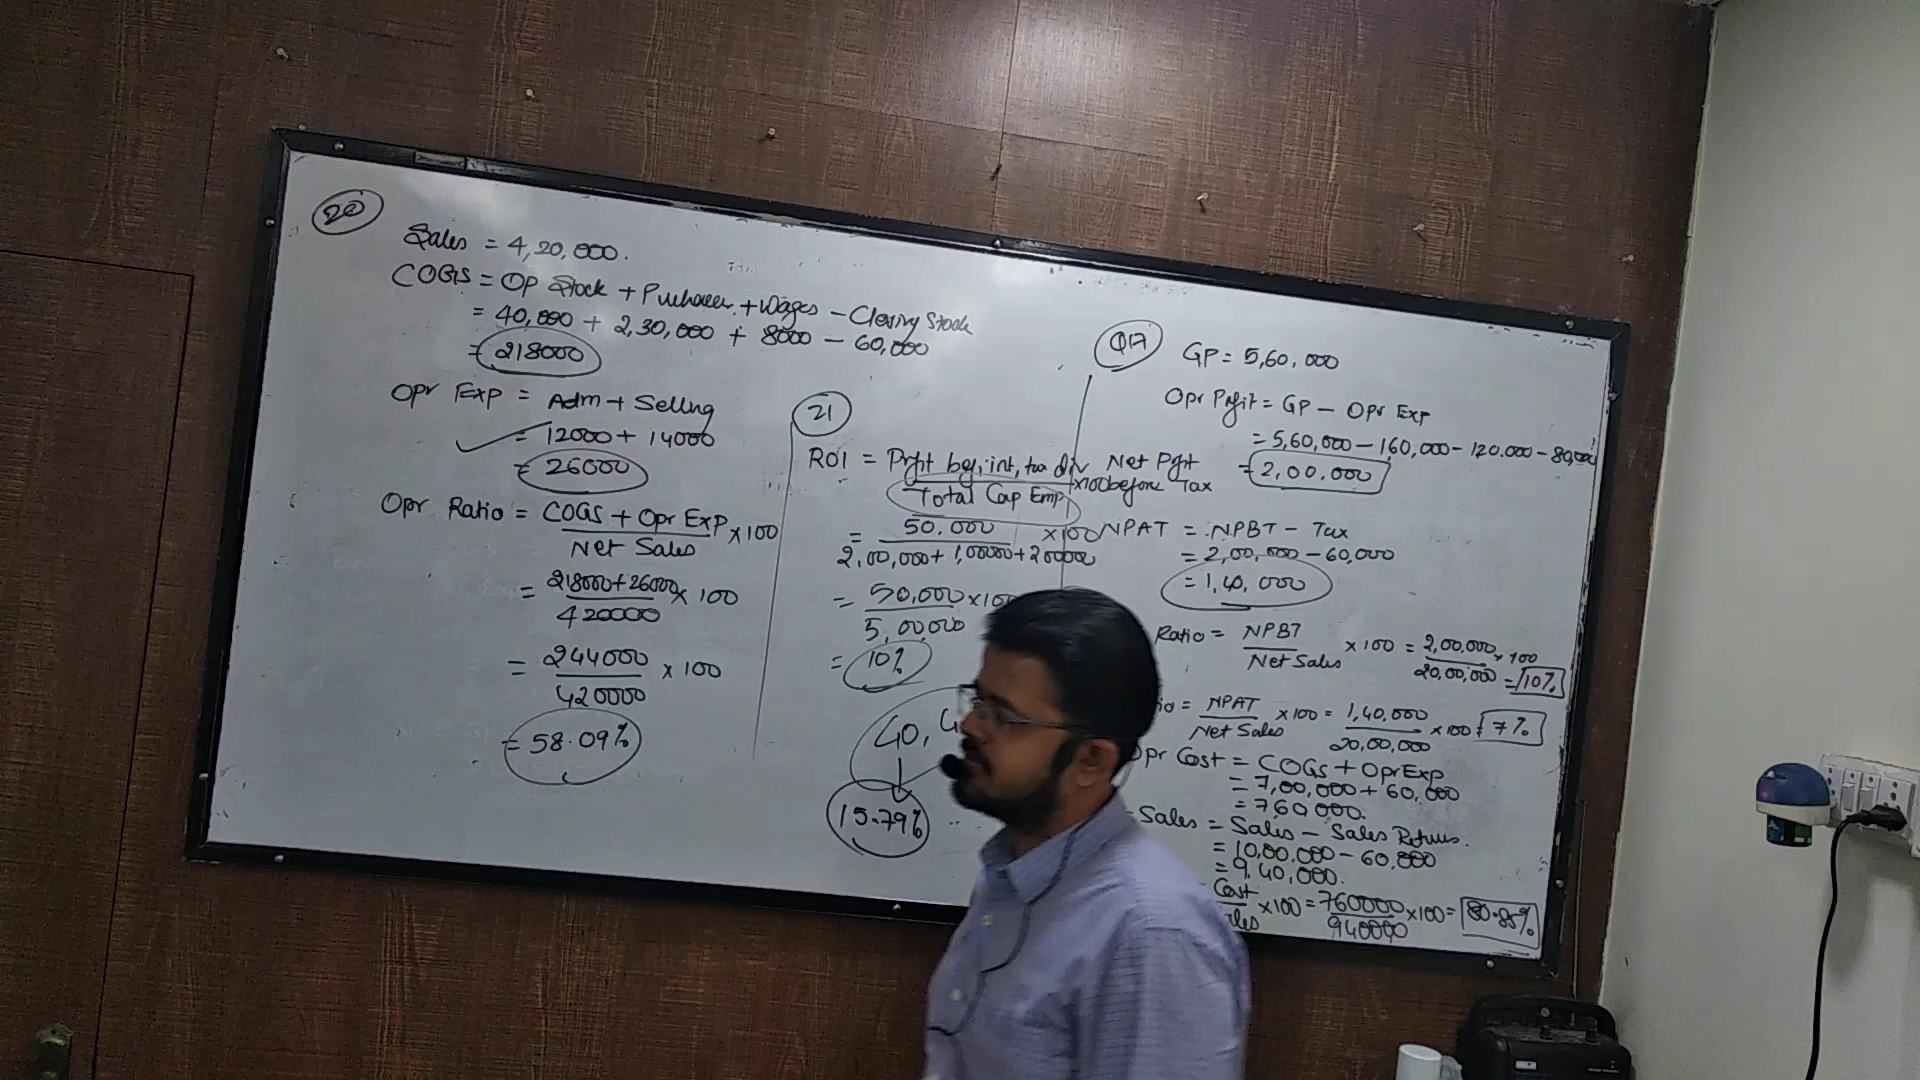 20
Sales = 4,20,000.
COGS = Op Stock + Purchases + Wages - Closing Stock
= 40,000 + 2,30,000 + 8000 - 60,000
= 218000
Opr Exp = Adm + Selling
= 12000 + 14000
= 26000
Opr Ratio = COGS + Opr Exp x 100
Net Sales
= 218000+26000 x 100
420000
= 244000 x 100
420000
= 58.09%
21
ROI = Profit bef. int, tax div
Total Cap Emp x100
= 50,000 x100
2,00,000 + 1,00000 + 200000
= 50,000 x100
5,00,000
= 10%
40,
15.79%
Q17
GP = 5,60,000
Opr Profit = GP - Opr Exp
= 5,60,000 - 160,000 - 120,000 - 80,000
= 2,00,000
Net Pft
before Tax
NPAT = NPBT - Tax
= 2,00,000 - 60,000
= 1,40,000
Ratio = NPBT x 100 = 2,00,000 x 100
Net Sales 20,00,000 = 10%
io = NPAT x 100 = 1,40,000 x 100 = 7%
Net Sales 20,00,000
pr Cost = COGS + Opr Exp
= 7,00,000 + 60,000
= 760,000.
Sales = Sales - Sales Returns.
= 10,00,000 - 60,000
= 9,40,000.
Cost x100 = 760000 x100 = 80.85%
les 940000